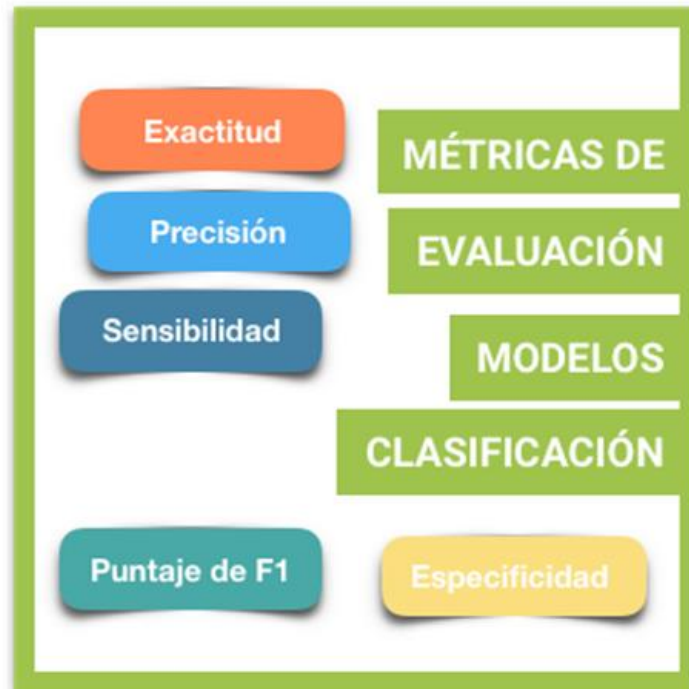 Exactitud
MÉTRICAS DE
Precisión
EVALUACIÓN
Sensibilidad
MODELOS
CLASIFICACIÓN
Puntaje de F1
Especificidad